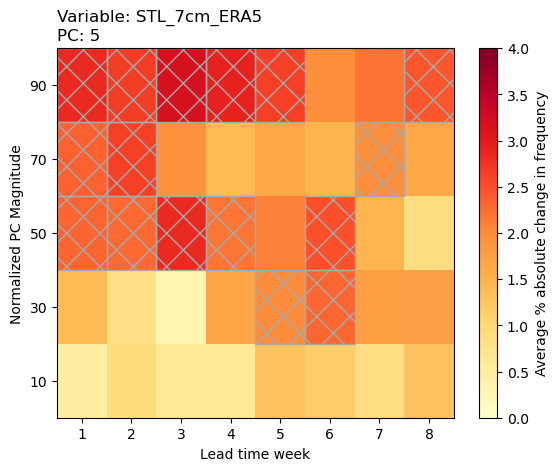 Variable: STL_7cm_ERA5
PC: 5
4.0
3.5
3.0
2.5
2.0
1.5
1.0
0.5
0.0
Average % absolute change in frequency
90
70
50
30
10
Normalized PC Magnitude
1 2 3 4 5 6 7 8
Lead time week